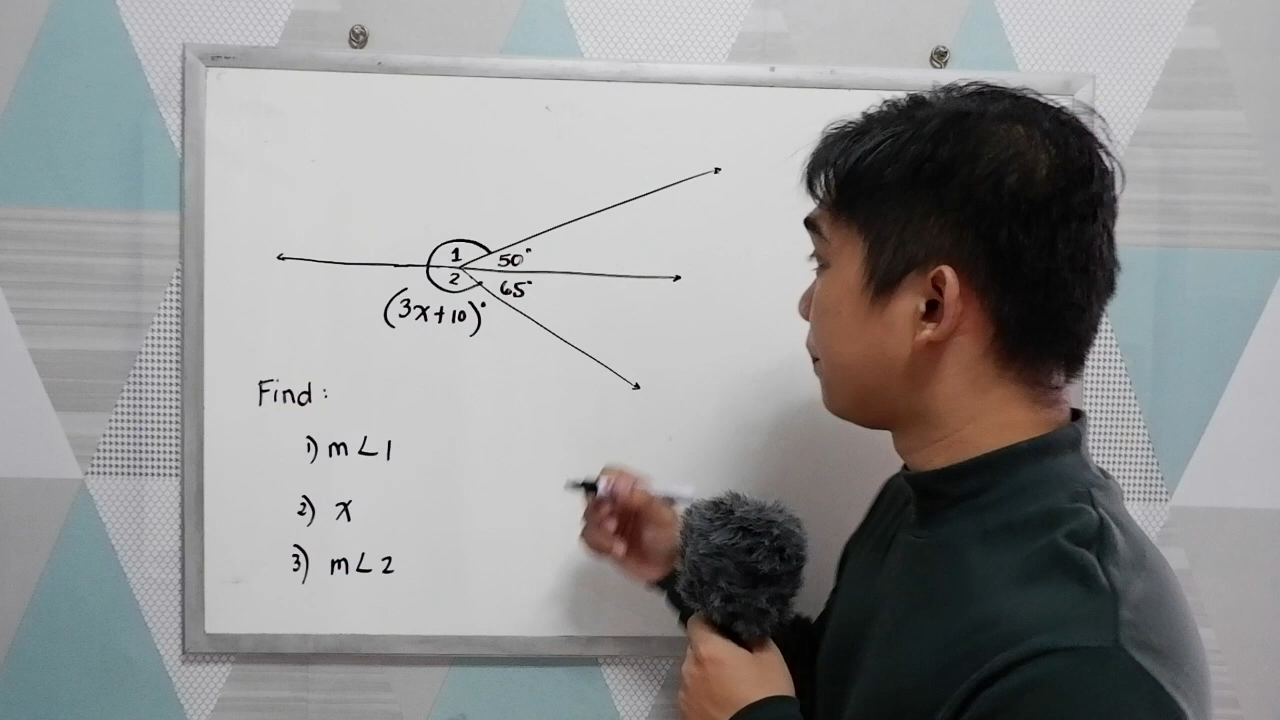 1 50°
2 65°
(3x+10)°
Find:
1) m∠1
2) x
3) m∠2